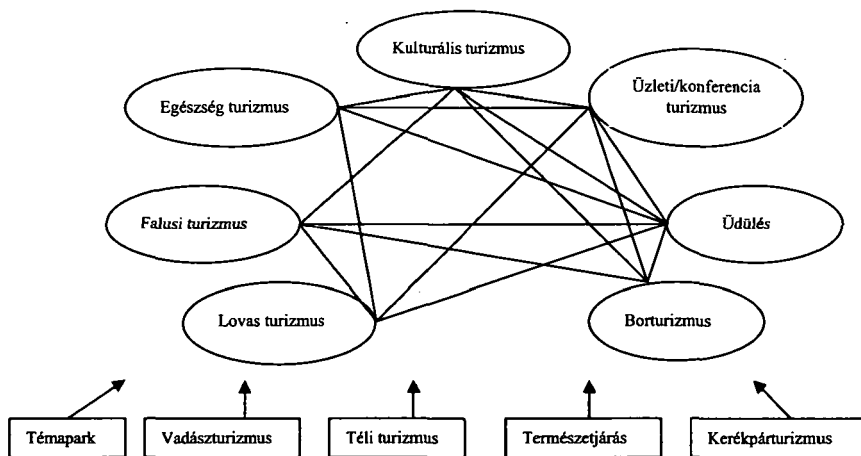 Kulturális turizmus
Egészség turizmus
Üzleti/konferencia
turizmus
Falusi turizmus
Üdülés
Lovas turizmus
Borturizmus
Témapark
Vadászturizmus
Téli turizmus
Természetjárás
Kerékpárturizmus